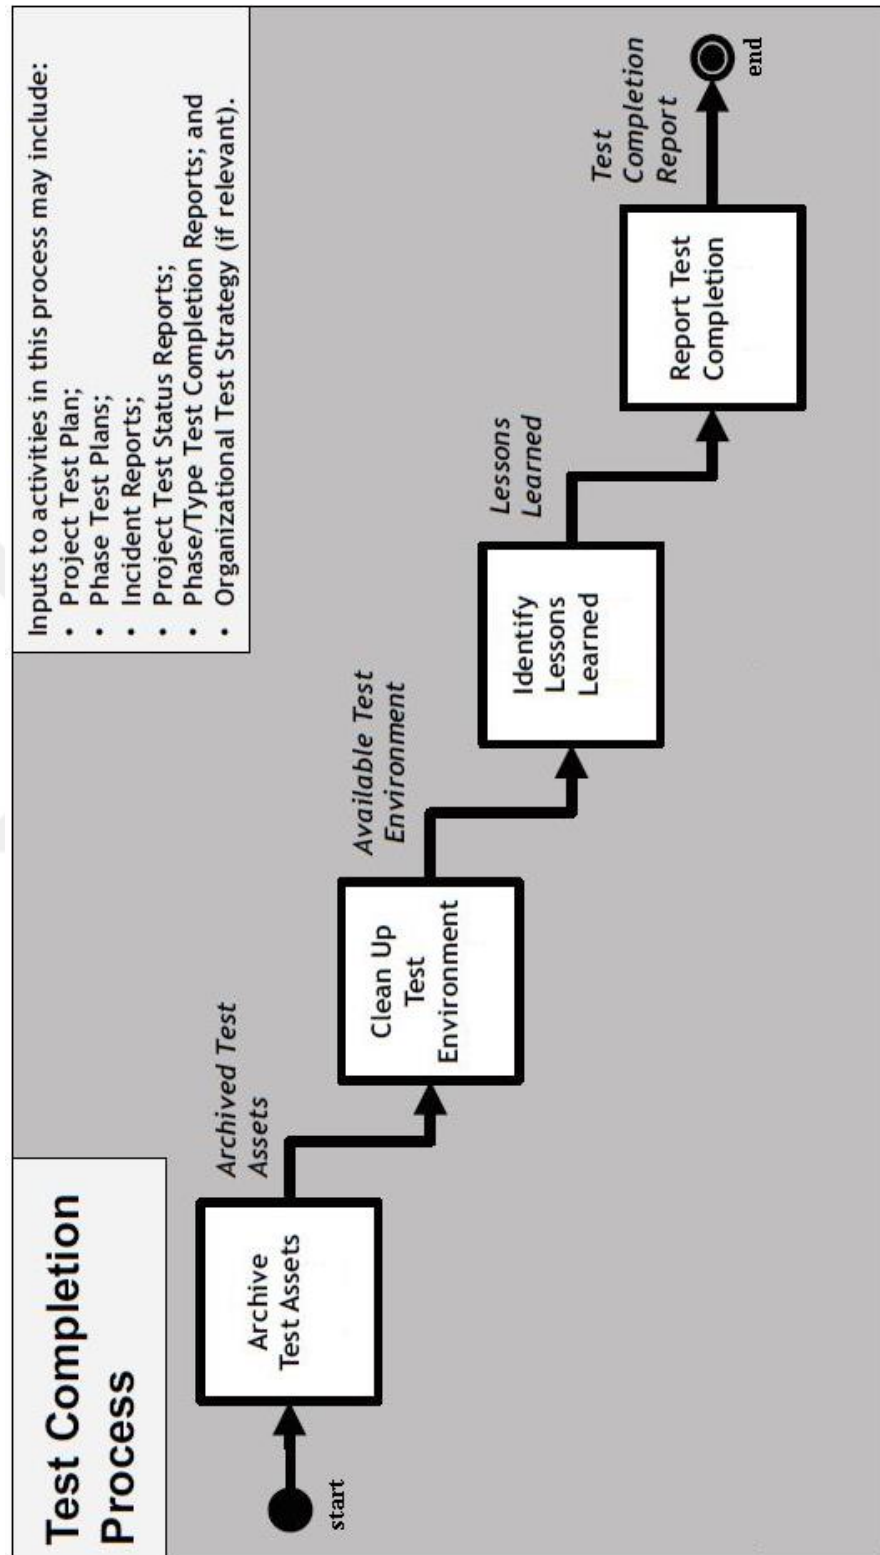 Test Completion
Process
Inputs to activities in this process may include:
• Project Test Plan;
• Phase Test Plans;
• Incident Reports;
• Project Test Status Reports;
• Phase/Type Test Completion Reports; and
• Organizational Test Strategy (if relevant).
start
Archive
Test Assets
Archived Test
Assets
Clean Up
Test
Environment
Available Test
Environment
Identify
Lessons
Learned
Lessons
Learned
Report Test
Completion
Test
Completion
Report
end